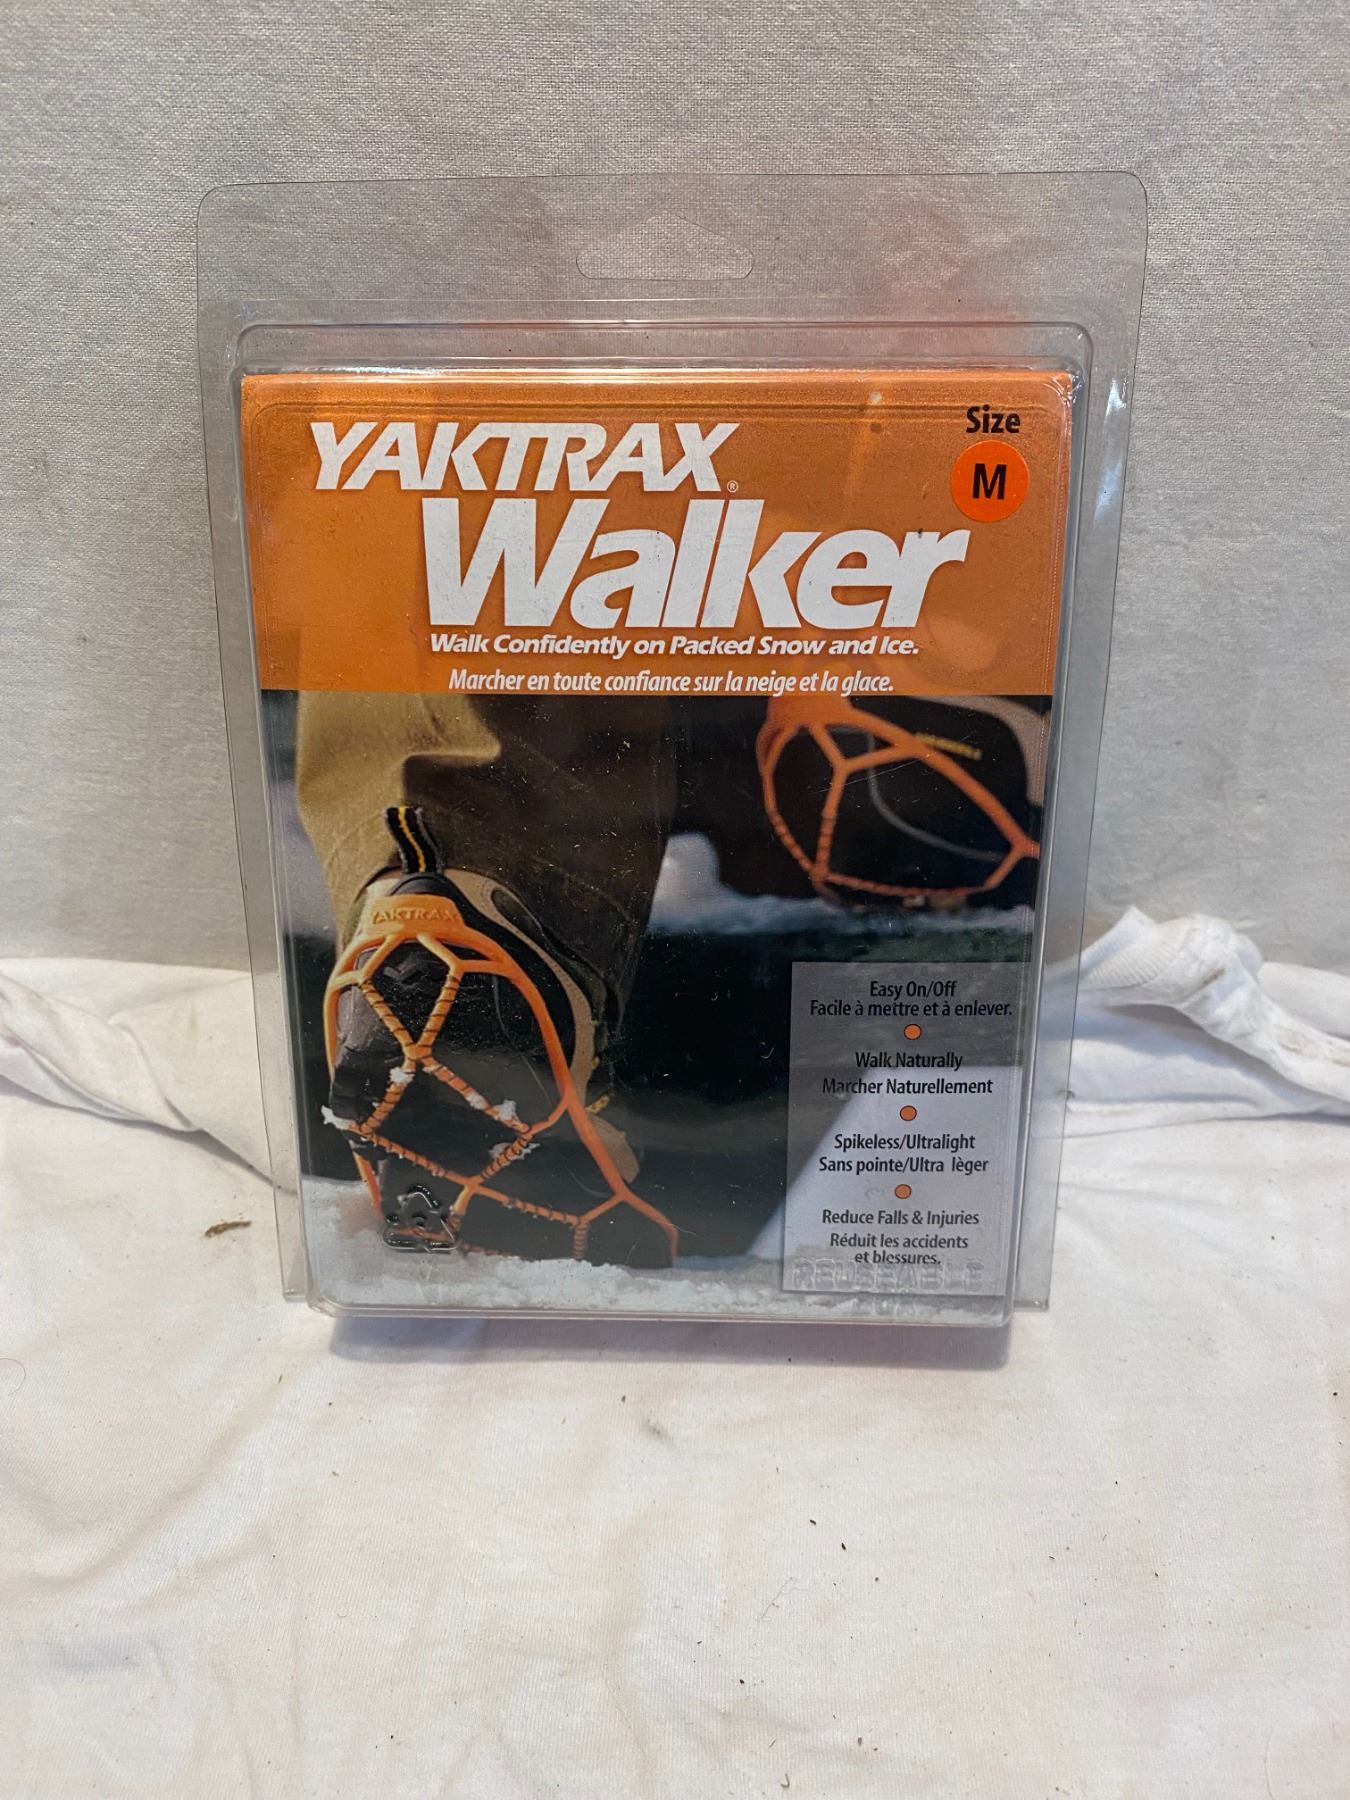 Size
M
YAKTRAX®
Walker
Walk Confidently on Packed Snow and Ice.
Marcher en toute confiance sur la neige et la glace.
YAKTRAX
Easy On/Off
Facile à mettre et à enlever.
Walk Naturally
Marcher Naturellement
Spikeless/Ultralight
Sans pointe/Ultra lèger
Reduce Falls & Injuries
Réduit les accidents
et blessures.
REUSEABLE